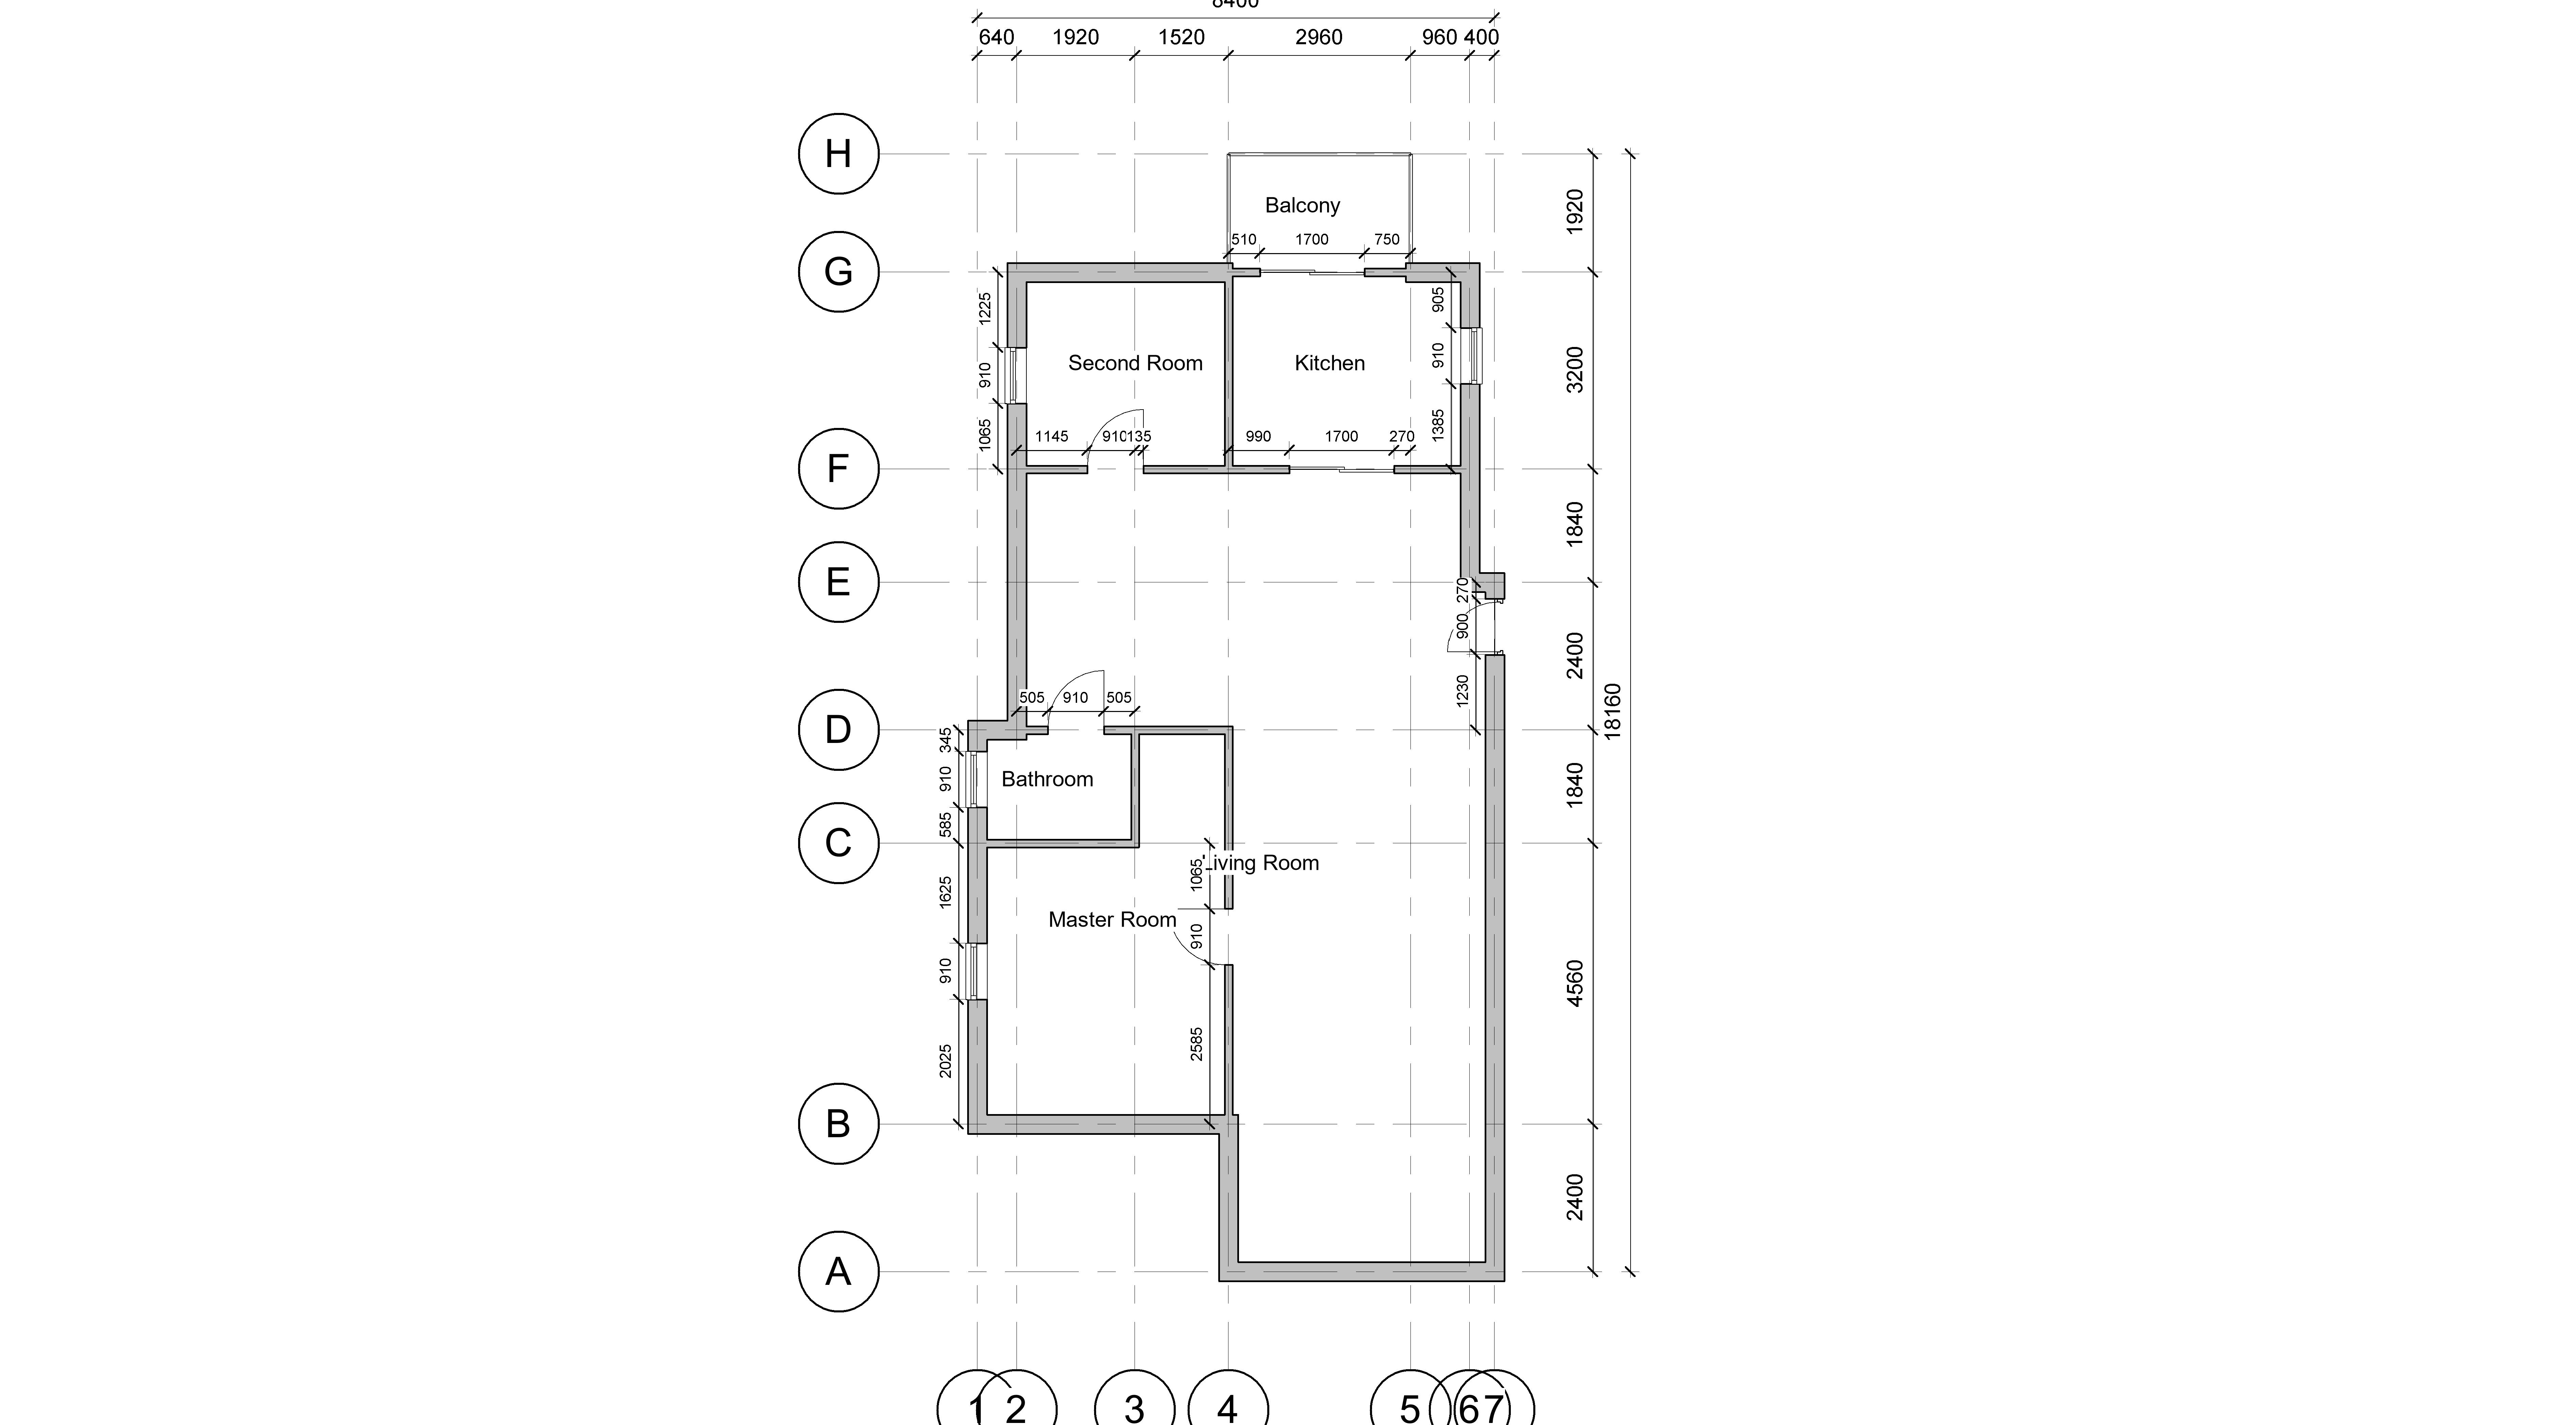 8400
640 1920 1520 2960 960 400
H
Balcony
1920
G
510 1700 750
1225
905
910
Second Room
Kitchen
910
3200
1065
1145 910 135
990 1700 270
1385
F
1840
E
270
900
2400
1230
18160
505 910 505
D
345
910
Bathroom
1840
585
C
1065
Living Room
1625
Master Room
910
910
4560
2585
2025
B
2400
A
1 2 3 4 5 6 7